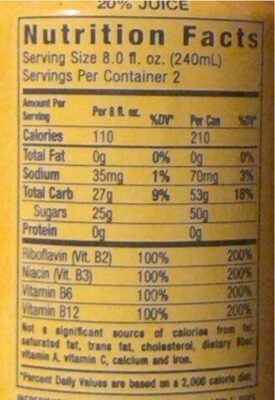 20% JUICE
Nutrition Facts
Serving Size 8.0 fl. oz. (240mL)
Servings Per Container 2
Amount Per Serving Per 8 fl. oz. %DV* Per Can %DV*
Calories 110 210
Total Fat 0g 0% 0g 0%
Sodium 35mg 1% 70mg 3%
Total Carb 27g 9% 53g 18%
Sugars 25g 50g
Protein 0g 0g
Riboflavin (Vit. B2) 100% 200%
Niacin (Vit. B3) 100% 200%
Vitamin B6 100% 200%
Vitamin B12 100% 200%
Not a significant source of calories from fat,
saturated fat, trans fat, cholesterol, dietary fiber,
vitamin A, vitamin C, calcium and iron.
*Percent Daily Values are based on a 2,000 calorie diet.